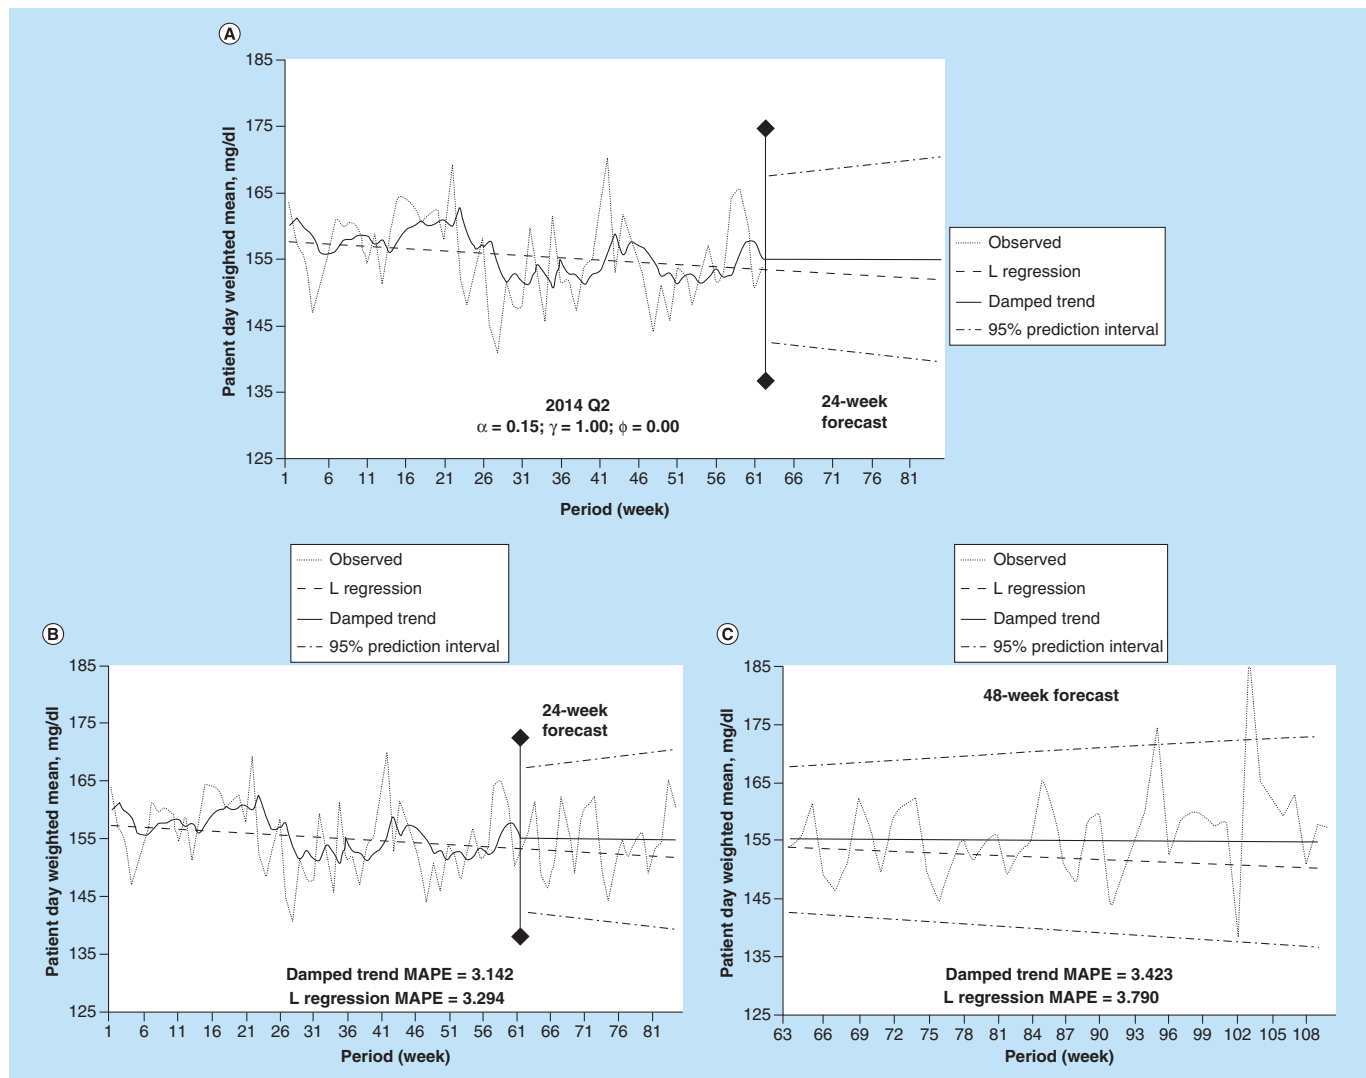 A
185
175
165
155
145
135
125
Patient day weighted mean, mg/dl
2014 Q2
α = 0.15; γ = 1.00; ϕ = 0.00
24-week
forecast
1 6 11 16 21 26 31 36 41 46 51 56 61 66 71 76 81
Period (week)
Observed
L regression
Damped trend
95% prediction interval
B
Observed
L regression
Damped trend
95% prediction interval
185
175
165
155
145
135
125
Patient day weighted mean, mg/dl
24-week
forecast
Damped trend MAPE = 3.142
L regression MAPE = 3.294
1 6 11 16 21 26 31 36 41 46 51 56 61 66 71 76 81
Period (week)
C
Observed
L regression
Damped trend
95% prediction interval
185
175
165
155
145
135
125
Patient day weighted mean, mg/dl
48-week forecast
Damped trend MAPE = 3.423
L regression MAPE = 3.790
63 66 69 72 75 78 81 84 87 90 93 96 99 102 105 108
Period (week)